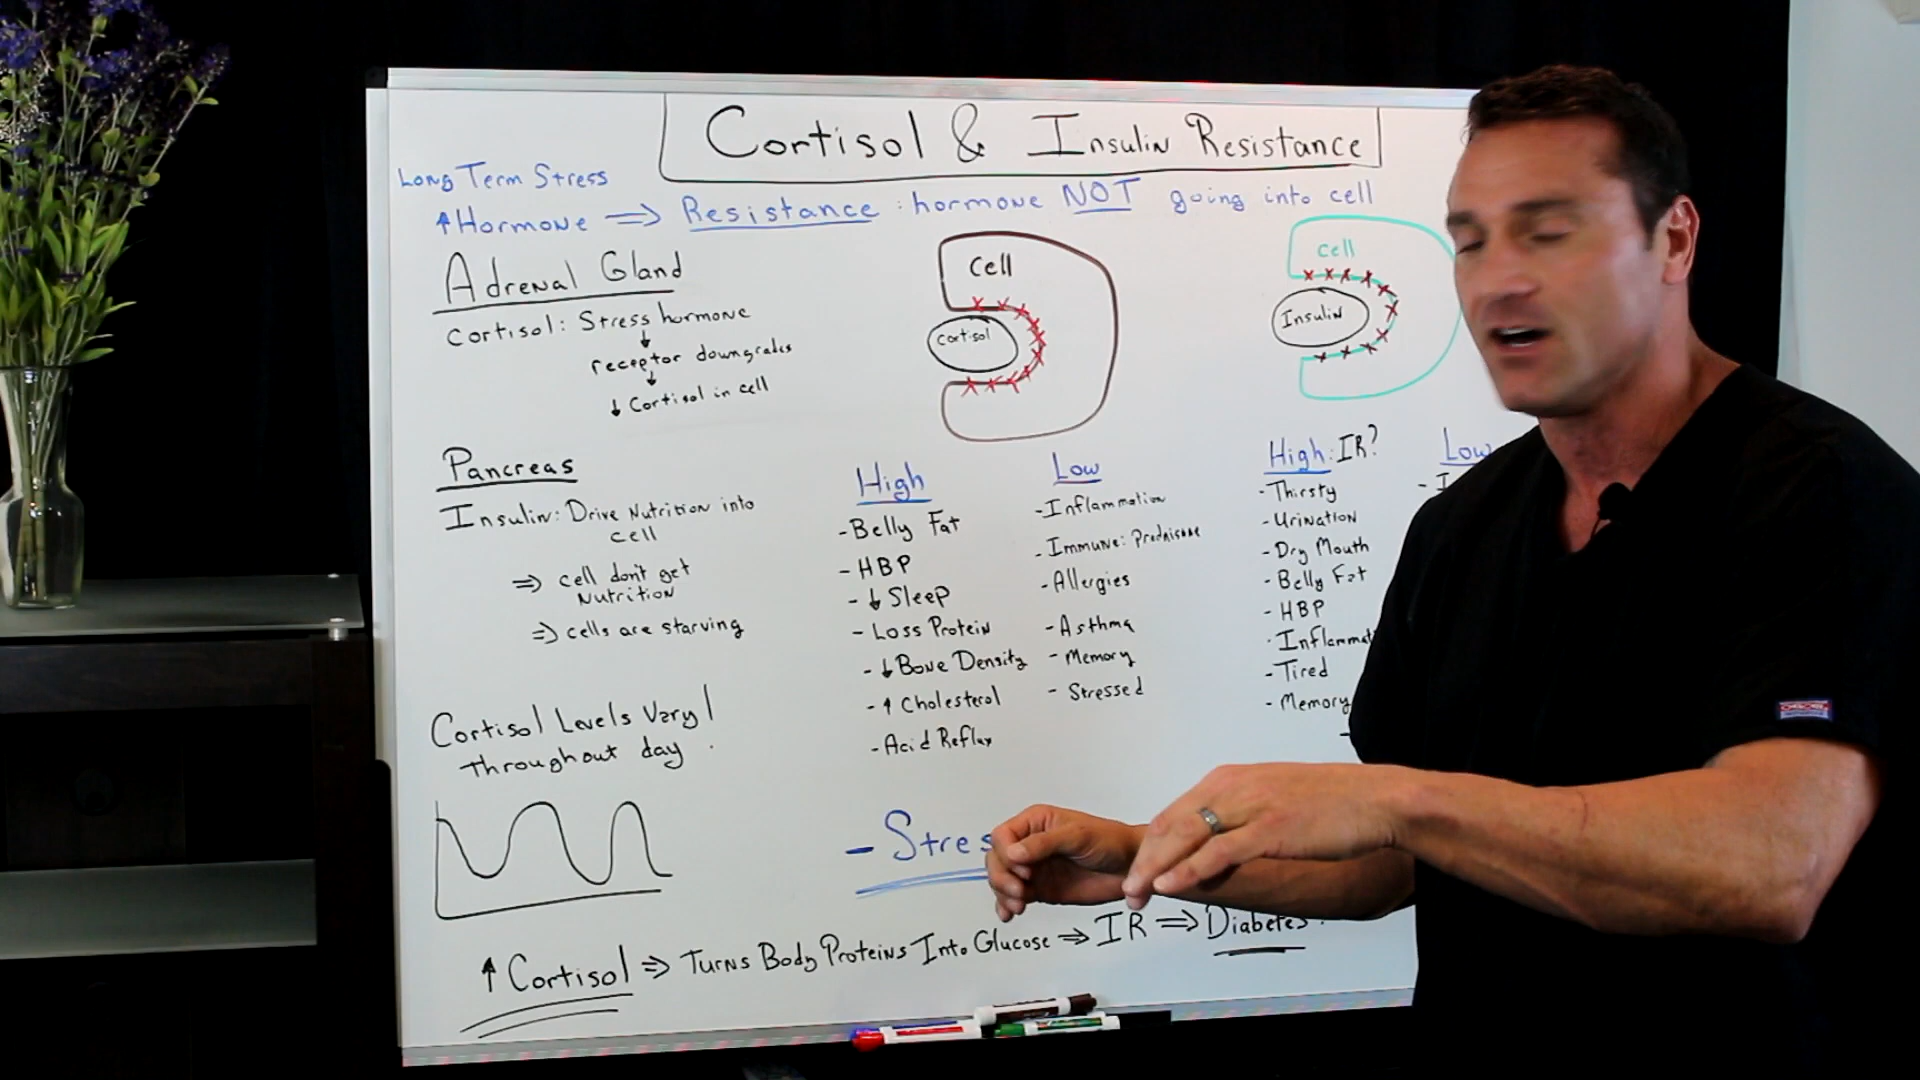 Cortisol & Insulin Resistance
Long Term Stress
↑ Hormone ⇒ Resistance : hormone NOT going into cell
Adrenal Gland
Cortisol: Stress hormone
↓
receptor downgrades
↓
↓ Cortisol in cell
Cell
Cortisol
Cell
Insulin
Pancreas
Insulin: Drive Nutrition into
cell
⇒ cell don't get
Nutrition
⇒ cells are starving
Cortisol Levels Vary
throughout day
High
- Belly Fat
- HBP
- ↓ Sleep
- Loss Protein
- ↓ Bone Density
- ↑ Cholesterol
- Acid Reflux
Low
- Inflammation
- Immune: Prednisone
- Allergies
- Asthma
- Memory
- Stressed
High: IR?
- Thirsty
- Urination
- Dry Mouth
- Belly Fat
- HBP
- Inflammat
- Tired
- Memory
Low
- I
- Stres
↑ Cortisol ⇒ Turns Body Proteins Into Glucose ⇒ IR ⇒ Diabetes